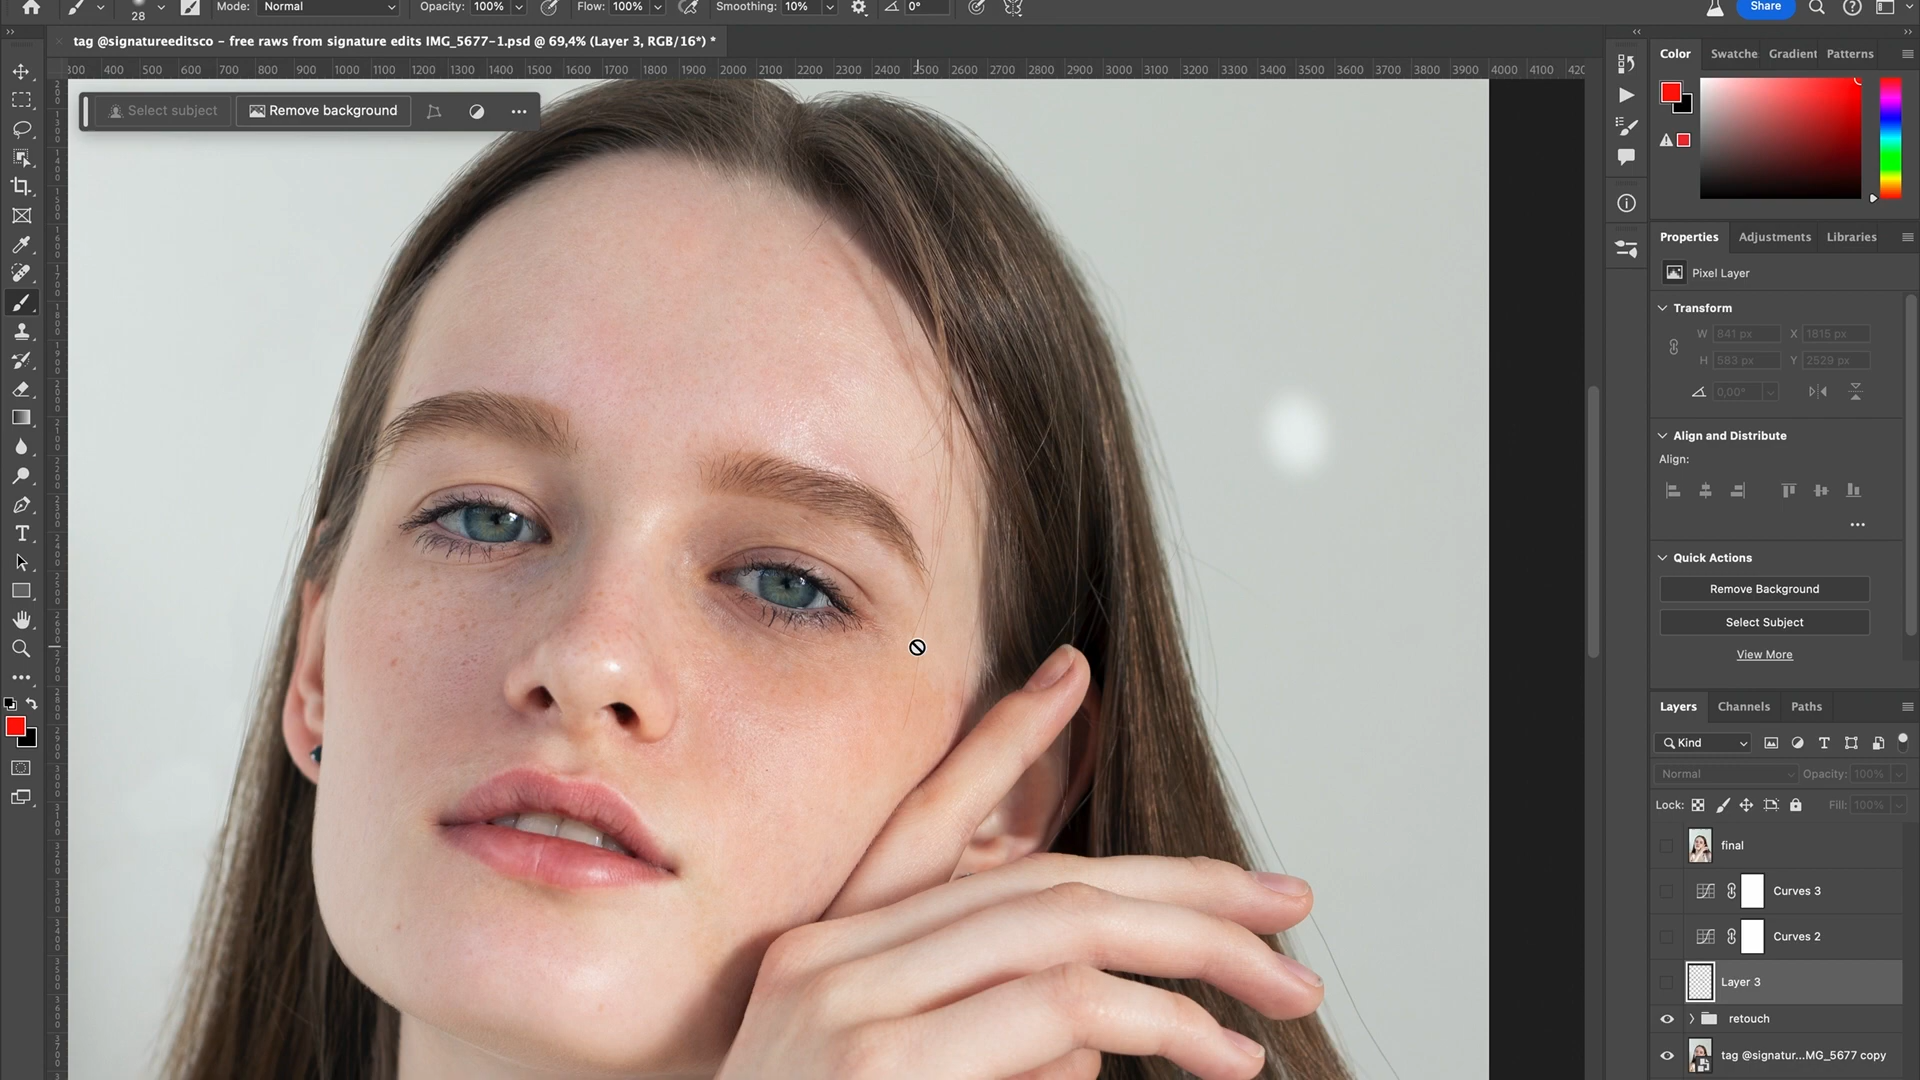 28
Mode: Normal
Opacity: 100%
Flow: 100%
Smoothing: 10%
0°
Share
× tag @signatureeditsco - free raws from signature edits IMG_5677-1.psd @ 69,4% (Layer 3, RGB/16*) *
300 400 500 600 700 800 900 1000 1100 1200 1300 1400 1500 1600 1700 1800 1900 2000 2100 2200 2300 2400 2500 2600 2700 2800 2900 3000 3100 3200 3300 3400 3500 3600 3700 3800 3900 4000 4100 420
Select subject
Remove background
Color
Swatche
Gradient
Patterns
Properties
Adjustments
Libraries
Pixel Layer
Transform
W 841 px X 1815 px
H 583 px Y 2529 px
0,00°
Align and Distribute
Align:
Quick Actions
Remove Background
Select Subject
View More
Layers
Channels
Paths
Kind
Normal
Opacity: 100%
Lock:
Fill: 100%
final
Curves 3
Curves 2
Layer 3
retouch
tag @signatur...MG_5677 copy